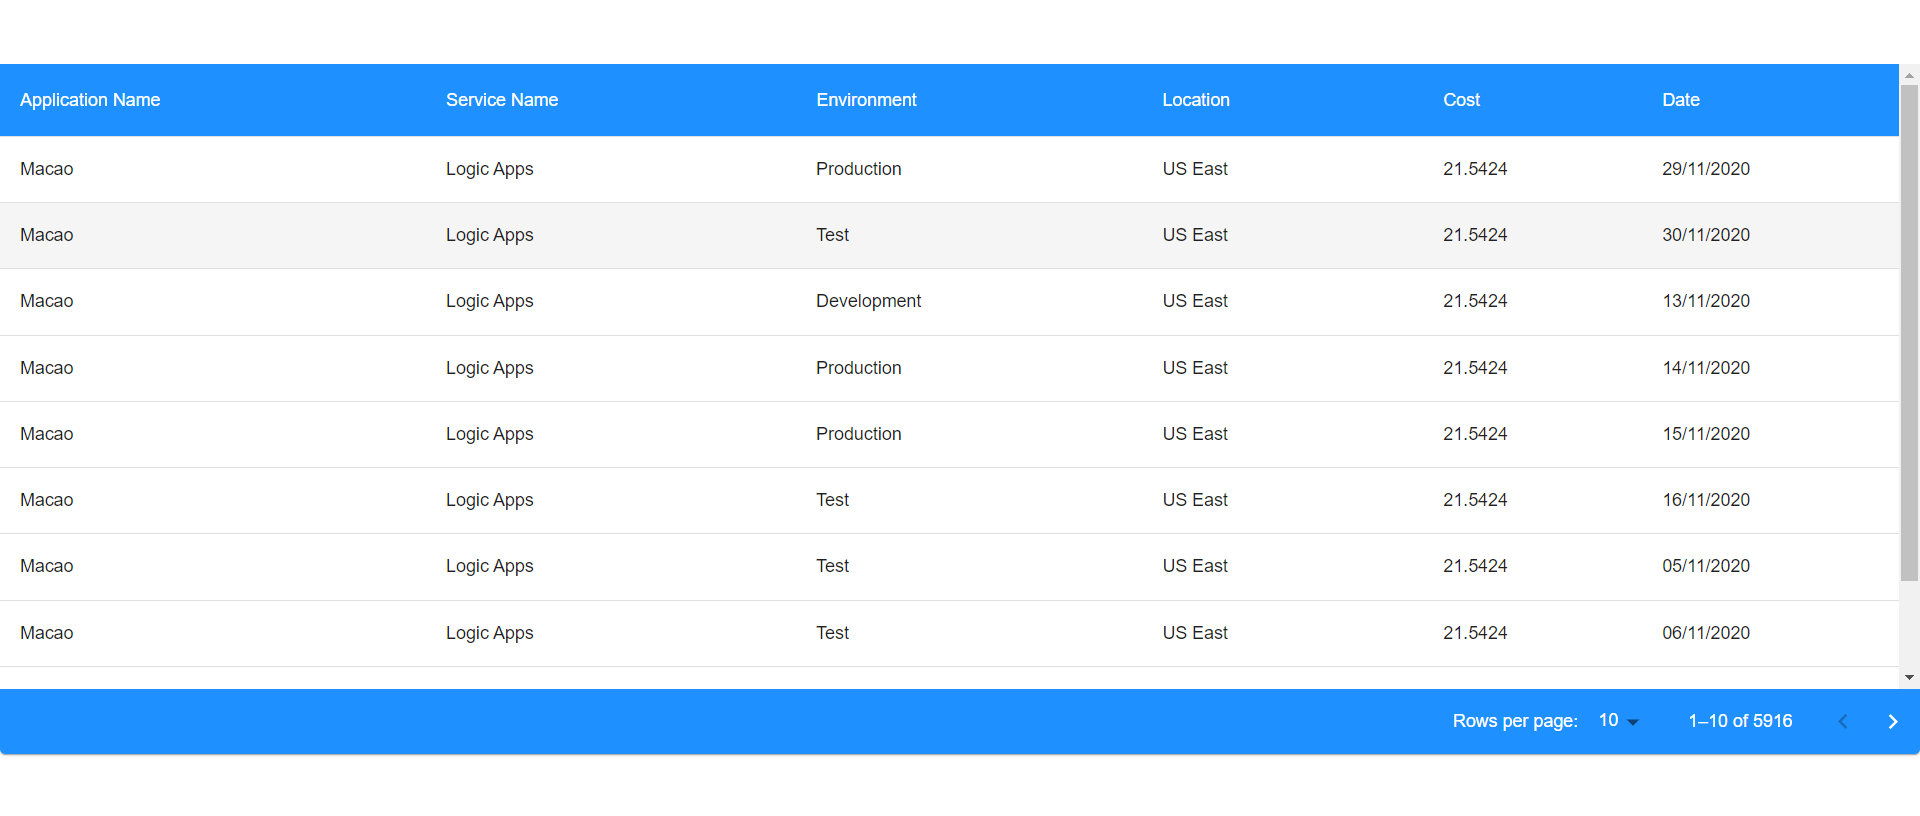 Application Name Service Name Environment Location Cost Date
Macao Logic Apps Production US East 21.5424 29/11/2020
Macao Logic Apps Test US East 21.5424 30/11/2020
Macao Logic Apps Development US East 21.5424 13/11/2020
Macao Logic Apps Production US East 21.5424 14/11/2020
Macao Logic Apps Production US East 21.5424 15/11/2020
Macao Logic Apps Test US East 21.5424 16/11/2020
Macao Logic Apps Test US East 21.5424 05/11/2020
Macao Logic Apps Test US East 21.5424 06/11/2020
Rows per page: 10 1–10 of 5916